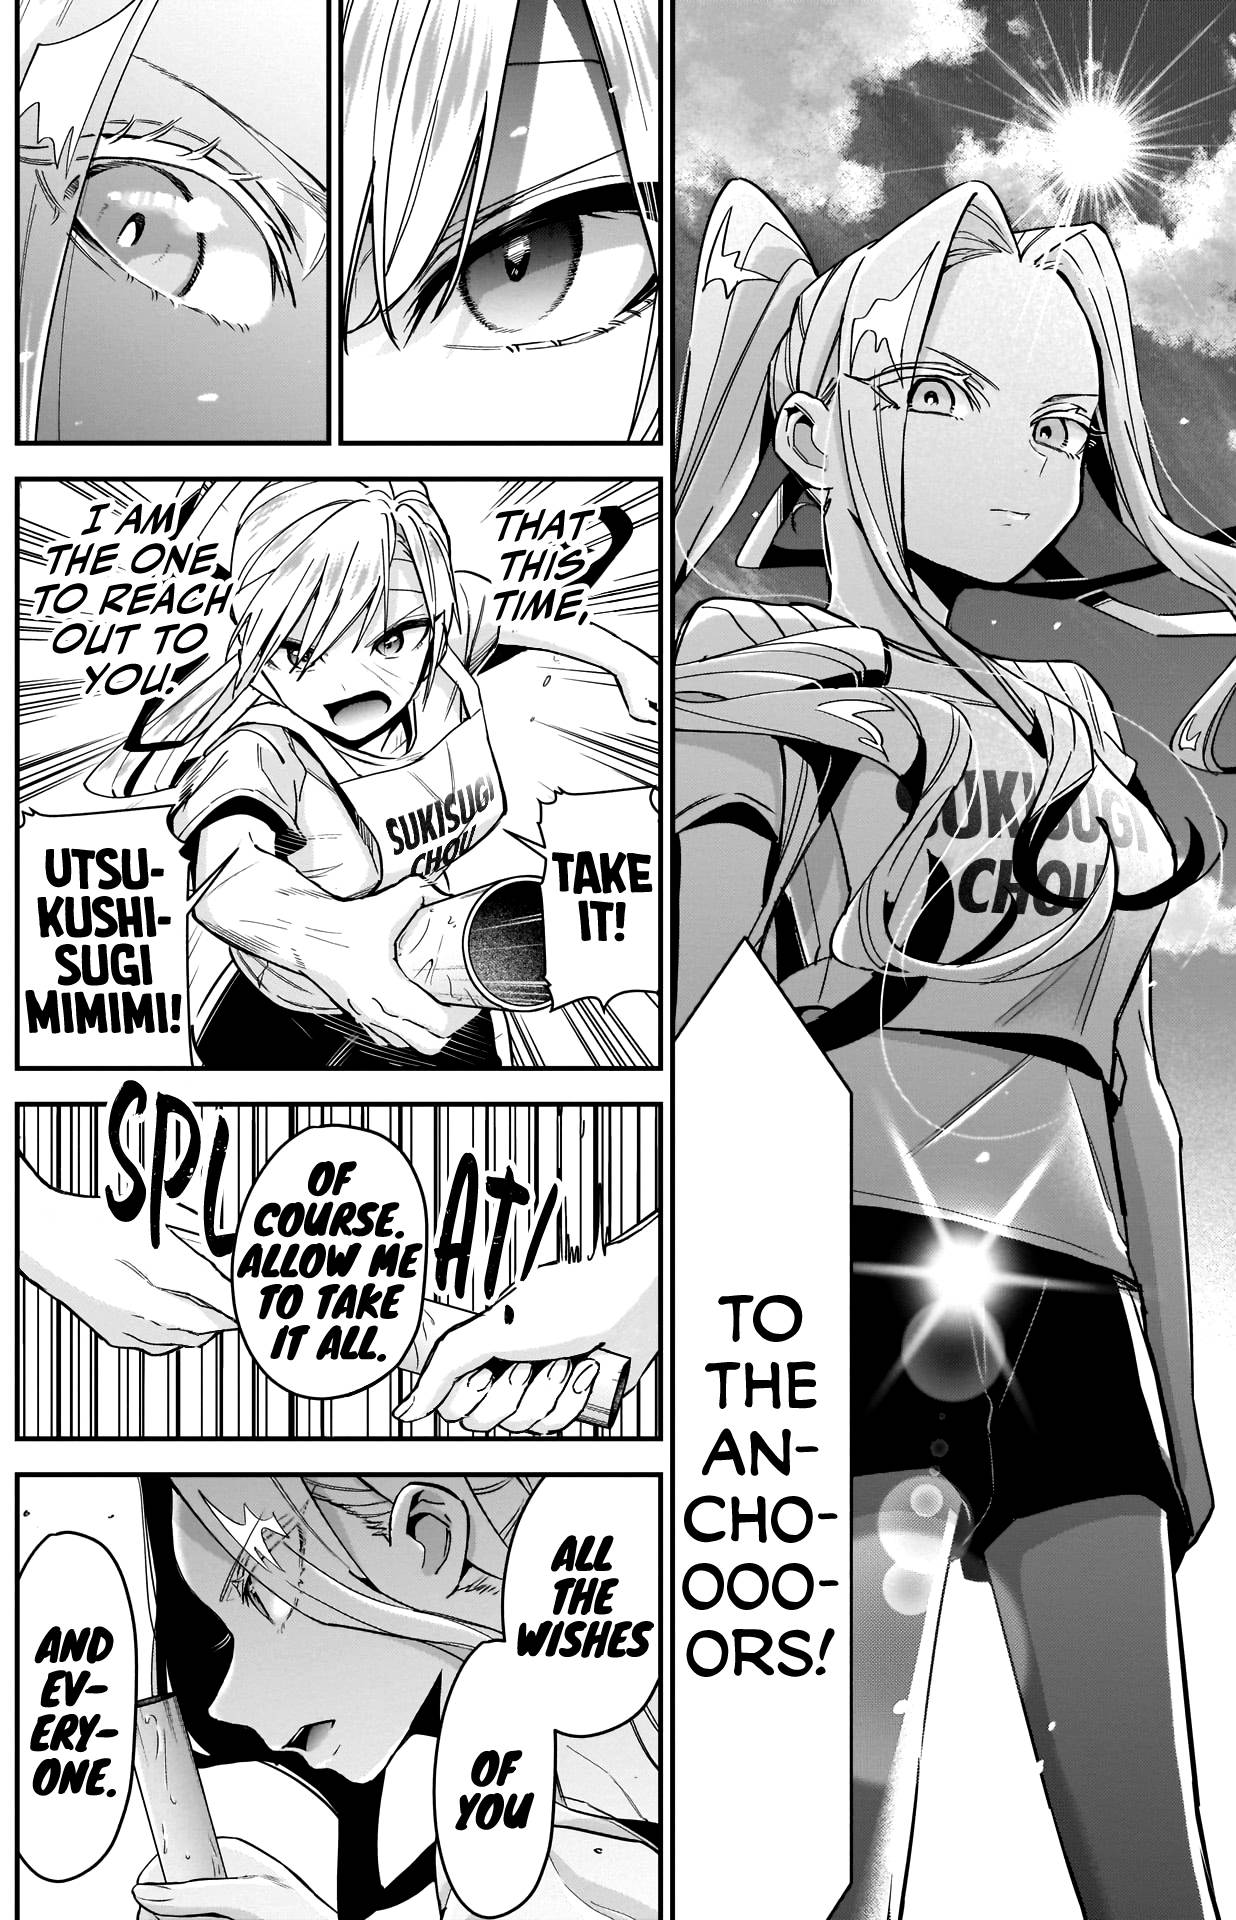 TO
THE
AN-
CHO-
OOO-
ORS!
SUKISUGI
CHOU
THAT
THIS
TIME,
I AM
THE ONE
TO REACH
OUT TO
YOU!
SUKISUGI
CHOU
TAKE
IT!
UTSU-
KUSHI-
SUGI
MIMIMI!
SPLAT!
OF
COURSE.
ALLOW ME
TO TAKE
IT ALL.
ALL
THE
WISHES
OF
YOU
AND
EV-
ERY-
ONE.